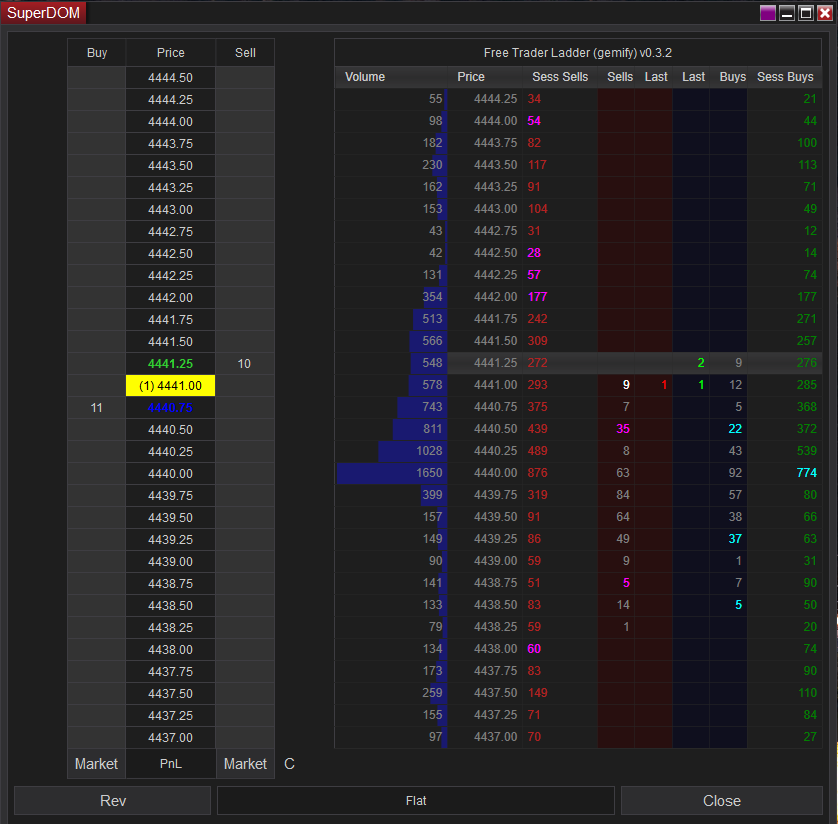 SuperDOM
Buy Price Sell
4444.50
4444.25
4444.00
4443.75
4443.50
4443.25
4443.00
4442.75
4442.50
4442.25
4442.00
4441.75
4441.50
4441.25 10
(1) 4441.00
11 4440.75
4440.50
4440.25
4440.00
4439.75
4439.50
4439.25
4439.00
4438.75
4438.50
4438.25
4438.00
4437.75
4437.50
4437.25
4437.00
Market PnL Market C
Free Trader Ladder (gemify) v0.3.2
Volume Price Sess Sells Sells Last Last Buys Sess Buys
55 4444.25 34 21
98 4444.00 54 44
182 4443.75 82 100
230 4443.50 117 113
162 4443.25 91 71
153 4443.00 104 49
43 4442.75 31 12
42 4442.50 28 14
131 4442.25 57 74
354 4442.00 177 177
513 4441.75 242 271
566 4441.50 309 257
548 4441.25 272 2 9 276
578 4441.00 293 9 1 1 12 285
743 4440.75 375 7 5 368
811 4440.50 439 35 22 372
1028 4440.25 489 8 43 539
1650 4440.00 876 63 92 774
399 4439.75 319 84 57 80
157 4439.50 91 64 38 66
149 4439.25 86 49 37 63
90 4439.00 59 9 1 31
141 4438.75 51 5 7 90
133 4438.50 83 14 5 50
79 4438.25 59 1 20
134 4438.00 60 74
173 4437.75 83 90
259 4437.50 149 110
155 4437.25 71 84
97 4437.00 70 27
Rev Flat Close